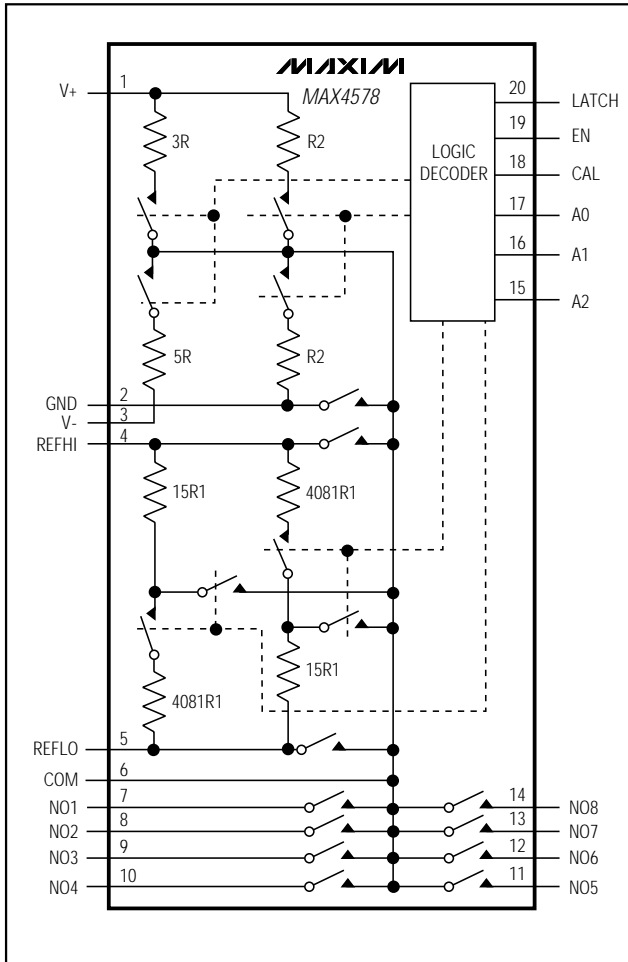 MAXIM
MAX4578
V+ 1
20 LATCH
3R
R2
19 EN
LOGIC
DECODER
18 CAL
17 A0
16 A1
15 A2
5R
R2
GND 2
V- 3
REFHI 4
15R1
4081R1
4081R1
15R1
REFLO 5
COM 6
NO1 7
14 NO8
NO2 8
13 NO7
NO3 9
12 NO6
NO4 10
11 NO5